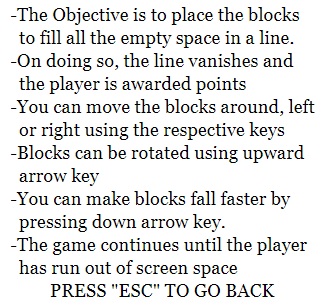 -The Objective is to place the blocks
to fill all the empty space in a line.
-On doing so, the line vanishes and
the player is awarded points
-You can move the blocks around, left
or right using the respective keys
-Blocks can be rotated using upward
arrow key
-You can make blocks fall faster by
pressing down arrow key.
-The game continues until the player
has run out of screen space
PRESS "ESC" TO GO BACK